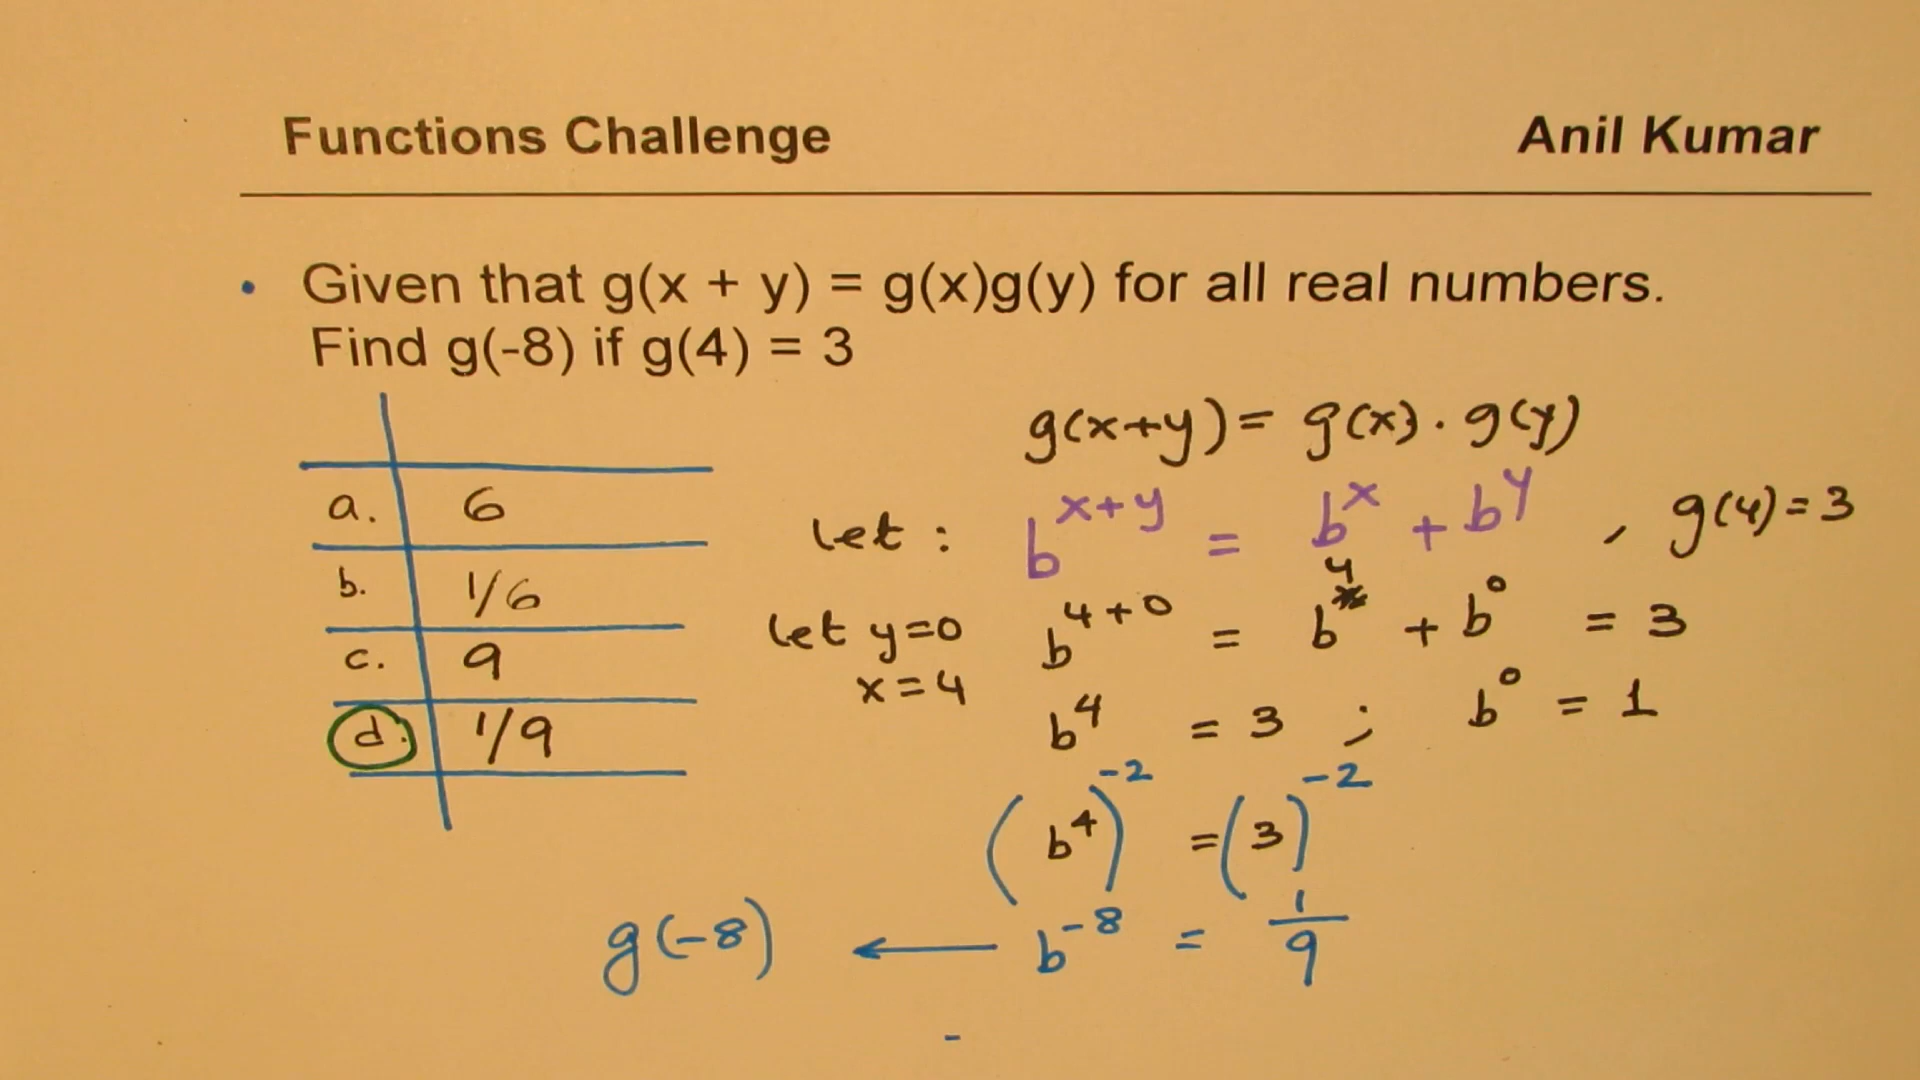 Functions Challenge Anil Kumar
• Given that g(x + y) = g(x)g(y) for all real numbers.
Find g(-8) if g(4) = 3
a. 6
b. 1/6
c. 9
d. 1/9
g(x+y) = g(x) . g(y)
let : b^x+y = b^x + b^y , g(4) = 3
let y=0 b^4+0 = b^4 + b^0 = 3
x = 4
b^4 = 3 ; b^0 = 1
(b^4)^-2 = (3)^-2
g(-8) ← b^-8 = 1/9
-